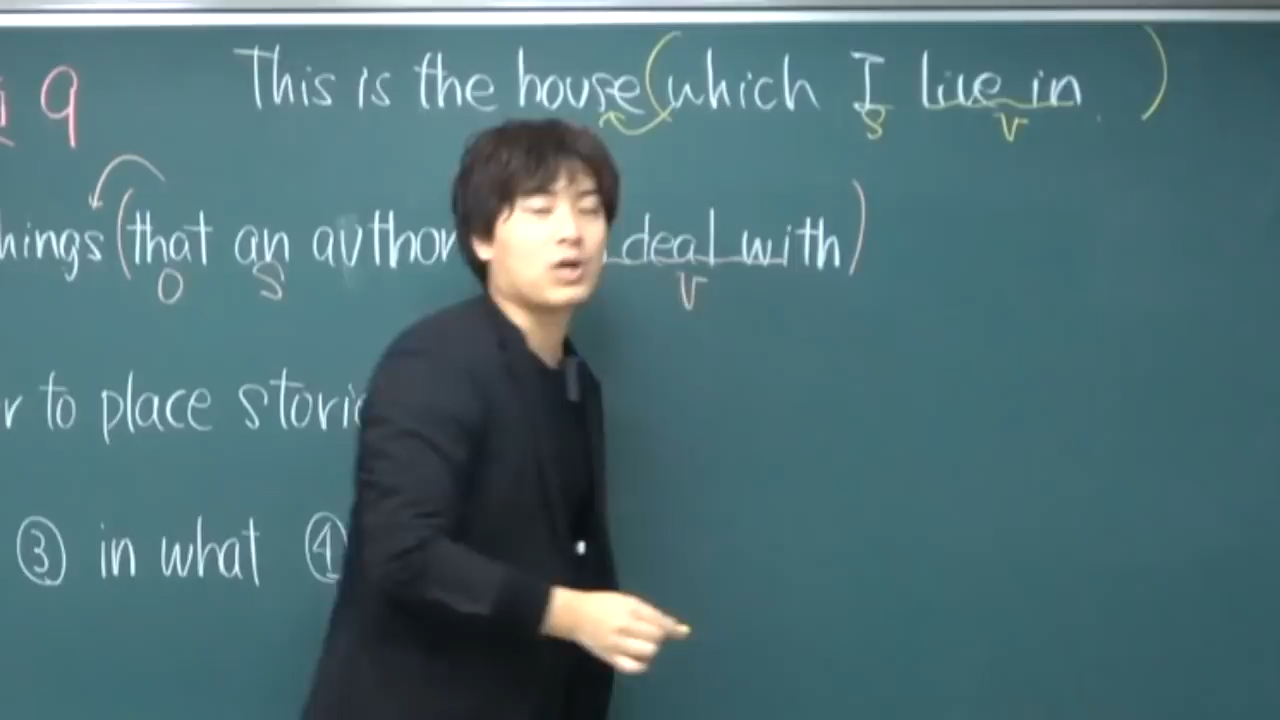 9 This is the house (which I live in. )
S V
hings (that an author deal with)
O S V
r to place stori
③ in what ④